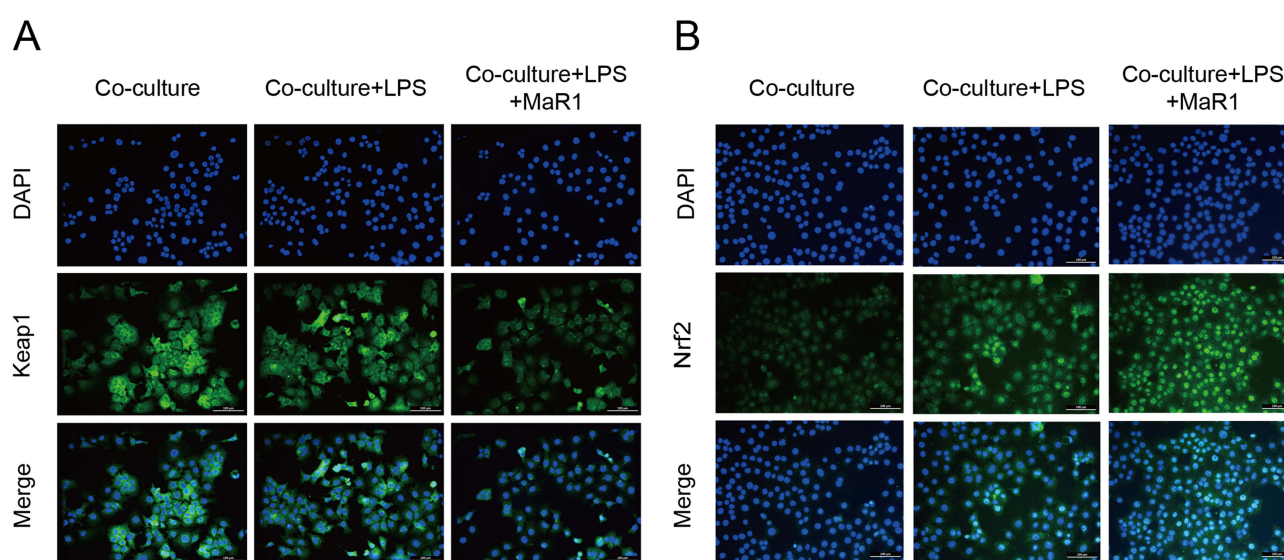 A
B
Co-culture
Co-culture+LPS
Co-culture+LPS
+MaR1
Co-culture
Co-culture+LPS
Co-culture+LPS
+MaR1
DAPI
Keap1
Merge
DAPI
Nrf2
Merge